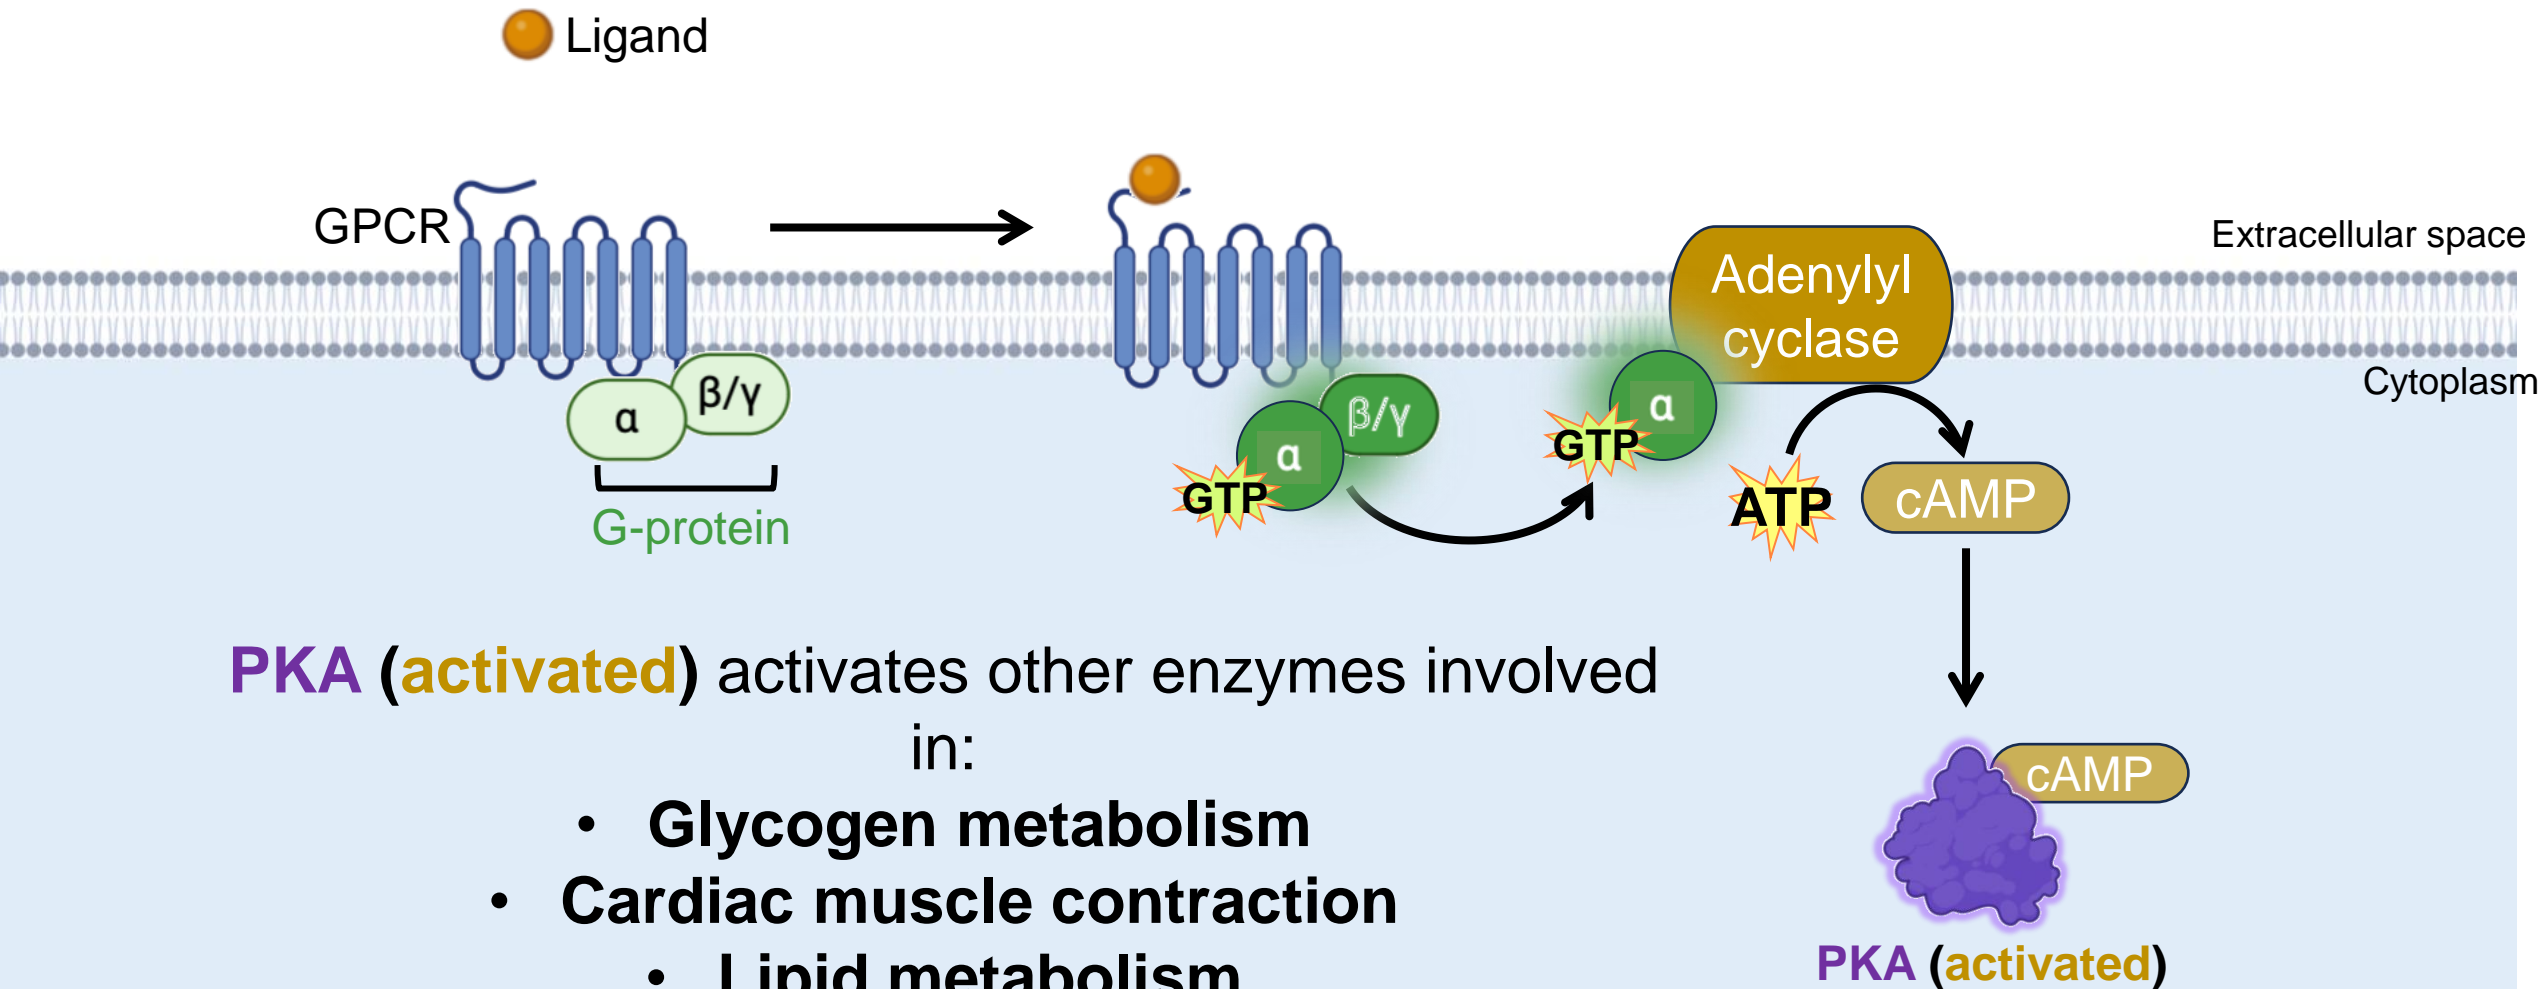 Ligand
GPCR
Extracellular space
Adenylyl
cyclase
Cytoplasm
α
β/γ
G-protein
α
β/γ
GTP
α
GTP
ATP
cAMP
PKA (activated) activates other enzymes involved
in:
• Glycogen metabolism
• Cardiac muscle contraction
• Lipid metabolism
cAMP
PKA (activated)